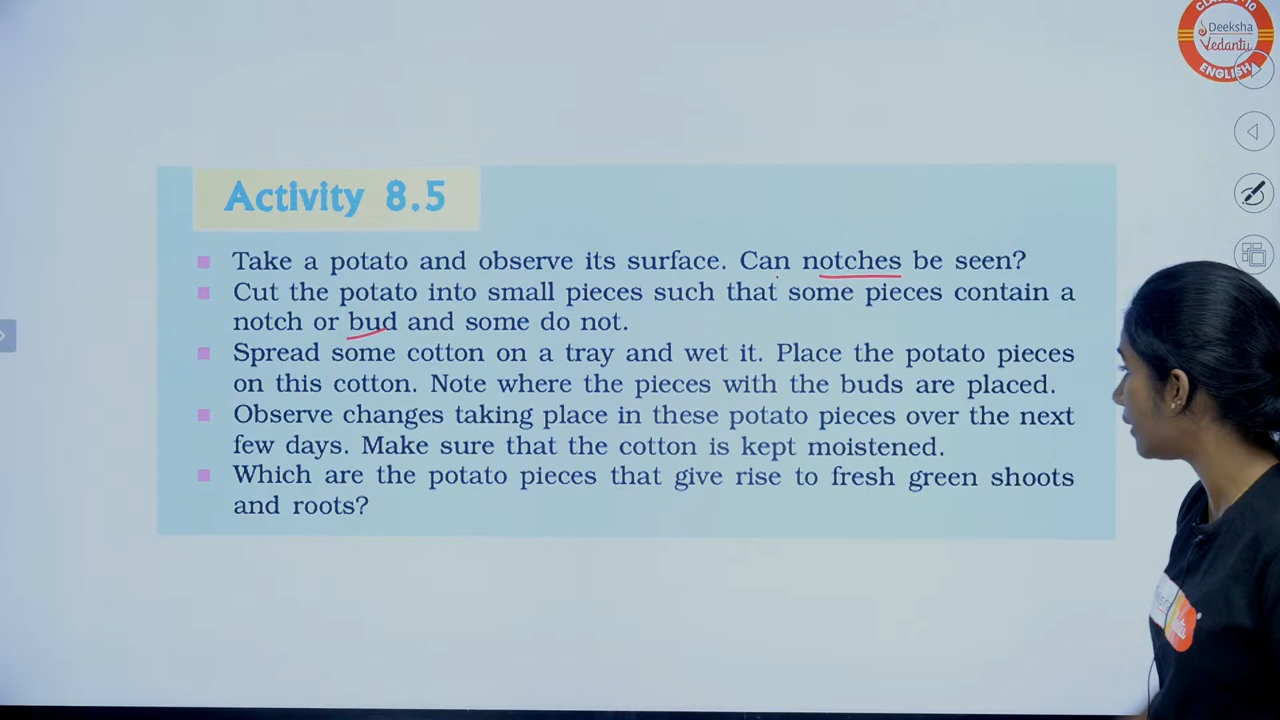 CLASS 10
Deeksha
Vedantu
ENGLISH
Activity 8.5
Take a potato and observe its surface. Can notches be seen?
Cut the potato into small pieces such that some pieces contain a
notch or bud and some do not.
Spread some cotton on a tray and wet it. Place the potato pieces
on this cotton. Note where the pieces with the buds are placed.
Observe changes taking place in these potato pieces over the next
few days. Make sure that the cotton is kept moistened.
Which are the potato pieces that give rise to fresh green shoots
and roots?